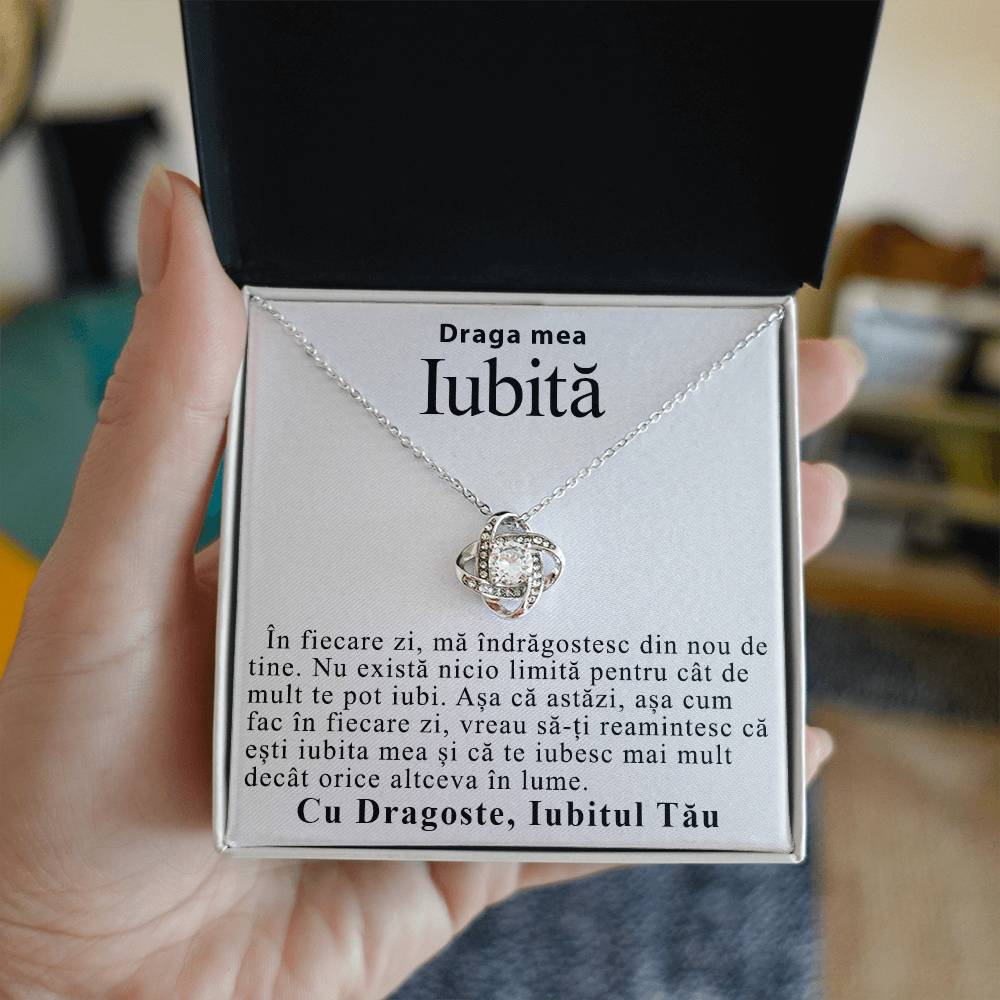 Draga mea
Iubită
În fiecare zi, mă îndrăgostesc din nou de
tine. Nu există nicio limită pentru cât de
mult te pot iubi. Așa că astăzi, așa cum
fac în fiecare zi, vreau să-ți reamintesc că
ești iubita mea și că te iubesc mai mult
decât orice altceva în lume.
Cu Dragoste, Iubitul Tău